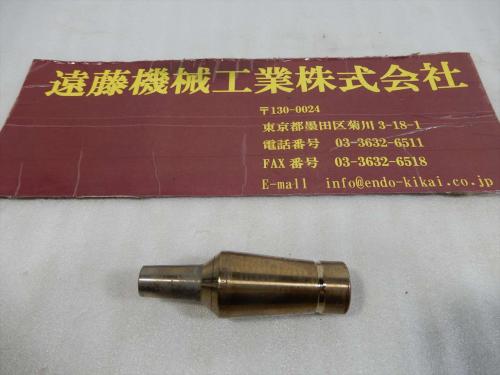 遠藤機械工業株式会社
〒130-0024
東京都墨田区菊川 3-18-1
電話番号 03-3632-6511
FAX 番号 03-3632-6518
E-mall info@endo-kikai.co.jp